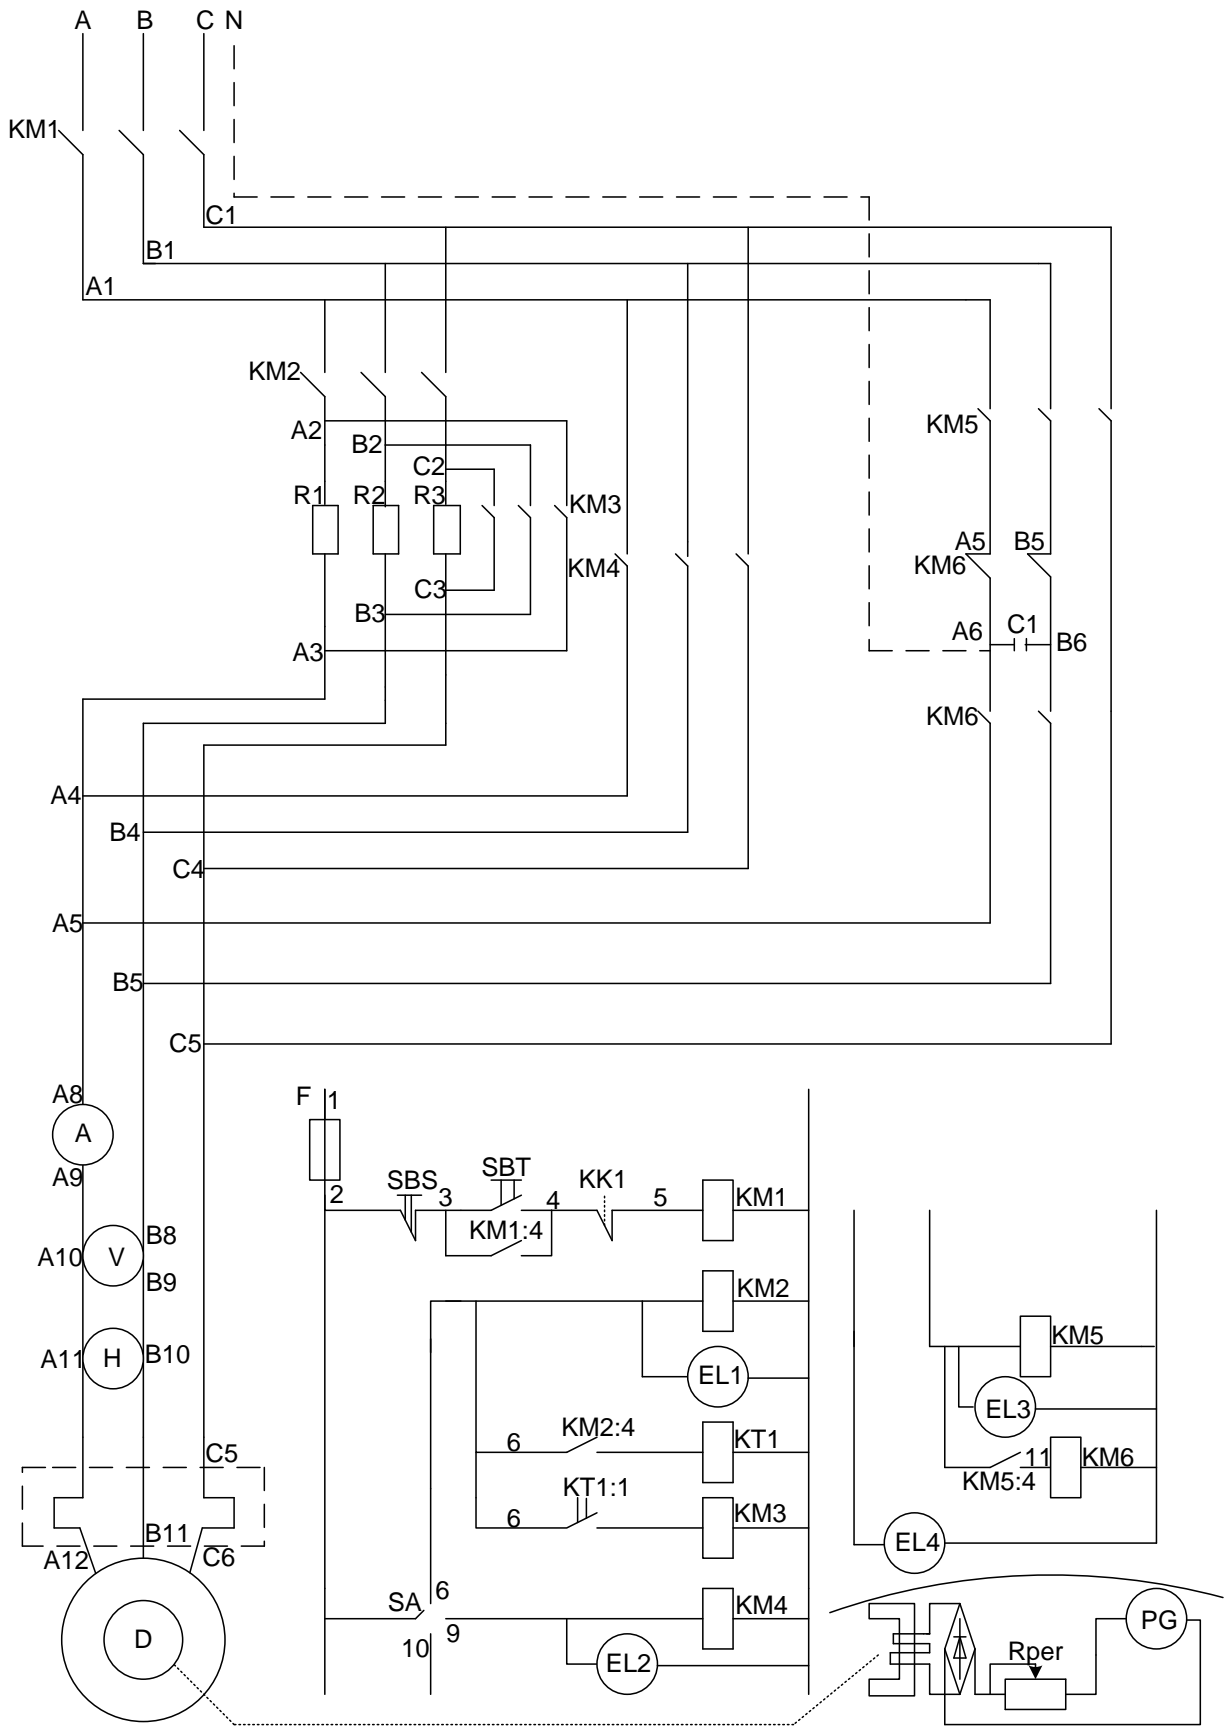 A B C N
KM1
C1
B1
A1
KM2
A2
B2
C2
KM5
R1 R2 R3
KM3
KM4
A5 B5
KM6
C3
B3
A3
A6 C1 B6
KM6
A4
B4
C4
A5
B5
C5
A8
A
A9
A10 V B8
B9
A11 H B10
C5
B11
A12 C6
D
F 1
2
SBS 3 SBT 4 KK1 5 KM1
KM1:4
KM2
EL1
6 KM2:4 KT1
KT1:1
6 KM3
6
SA KM4
10 9
EL2
KM5
EL3
11 KM6
KM5:4
EL4
PG
Rper